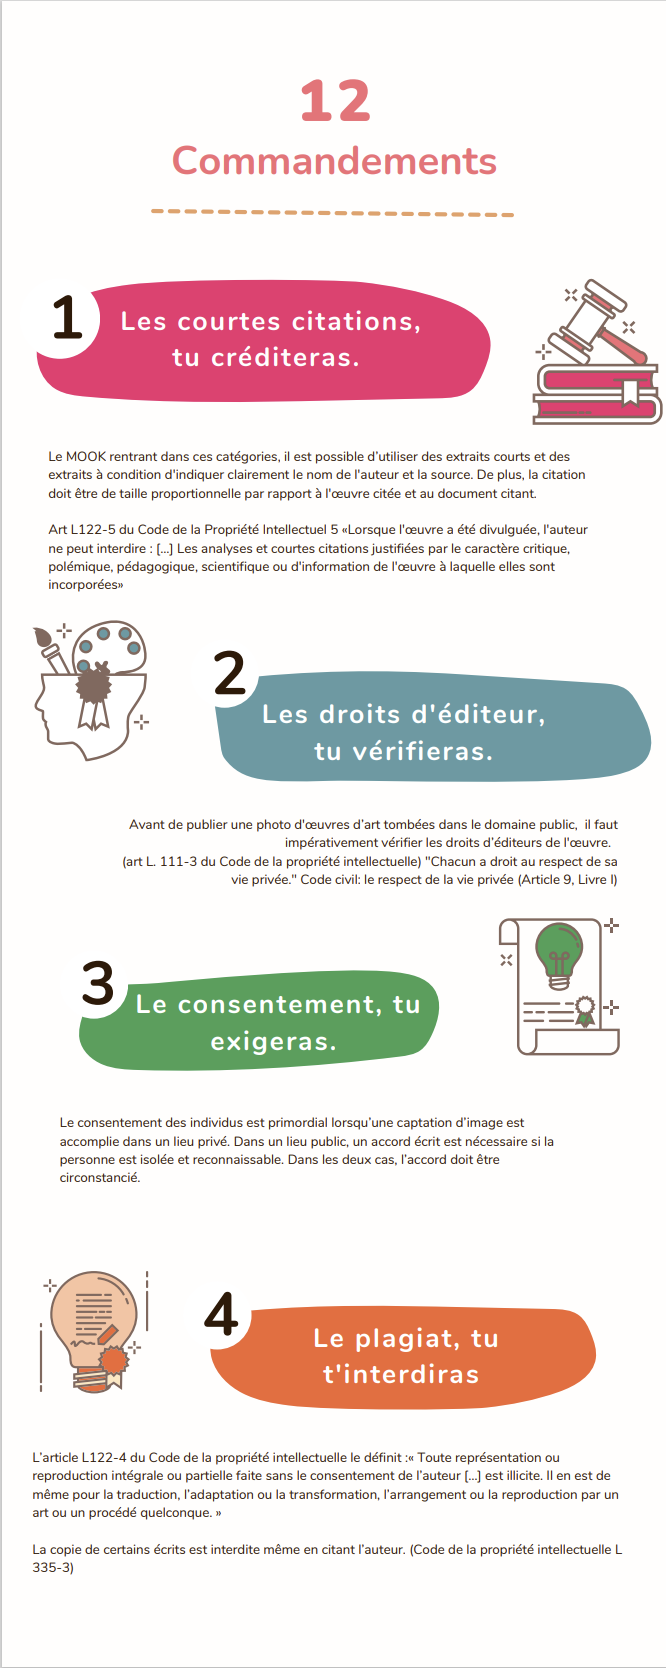 12
Commandements
1
Les courtes citations,
tu créditeras.
Le MOOK rentrant dans ces catégories, il est possible d'utiliser des extraits courts et des
extraits à condition d'indiquer clairement le nom de l'auteur et la source. De plus, la citation
doit être de taille proportionnelle par rapport à l'œuvre citée et au document citant.
Art L122-5 du Code de la Propriété Intellectuel 5 «Lorsque l'œuvre a été divulguée, l'auteur
ne peut interdire : [...] Les analyses et courtes citations justifiées par le caractère critique,
polémique, pédagogique, scientifique ou d'information de l'œuvre à laquelle elles sont
incorporées»
2
Les droits d'éditeur,
tu vérifieras.
Avant de publier une photo d'œuvres d'art tombées dans le domaine public,  il faut
impérativement vérifier les droits d'éditeurs de l'œuvre.
(art L. 111-3 du Code de la propriété intellectuelle) "Chacun a droit au respect de sa
vie privée." Code civil: le respect de la vie privée (Article 9, Livre I)
3
Le consentement, tu
exigeras.
Le consentement des individus est primordial lorsqu'une captation d'image est
accomplie dans un lieu privé. Dans un lieu public, un accord écrit est nécessaire si la
personne est isolée et reconnaissable. Dans les deux cas, l'accord doit être
circonstancié.
4
Le plagiat, tu
t'interdiras
L'article L122-4 du Code de la propriété intellectuelle le définit :« Toute représentation ou
reproduction intégrale ou partielle faite sans le consentement de l'auteur [...] est illicite. Il en est de
même pour la traduction, l'adaptation ou la transformation, l'arrangement ou la reproduction par un
art ou un procédé quelconque. »
La copie de certains écrits est interdite même en citant l'auteur. (Code de la propriété intellectuelle L
335-3)